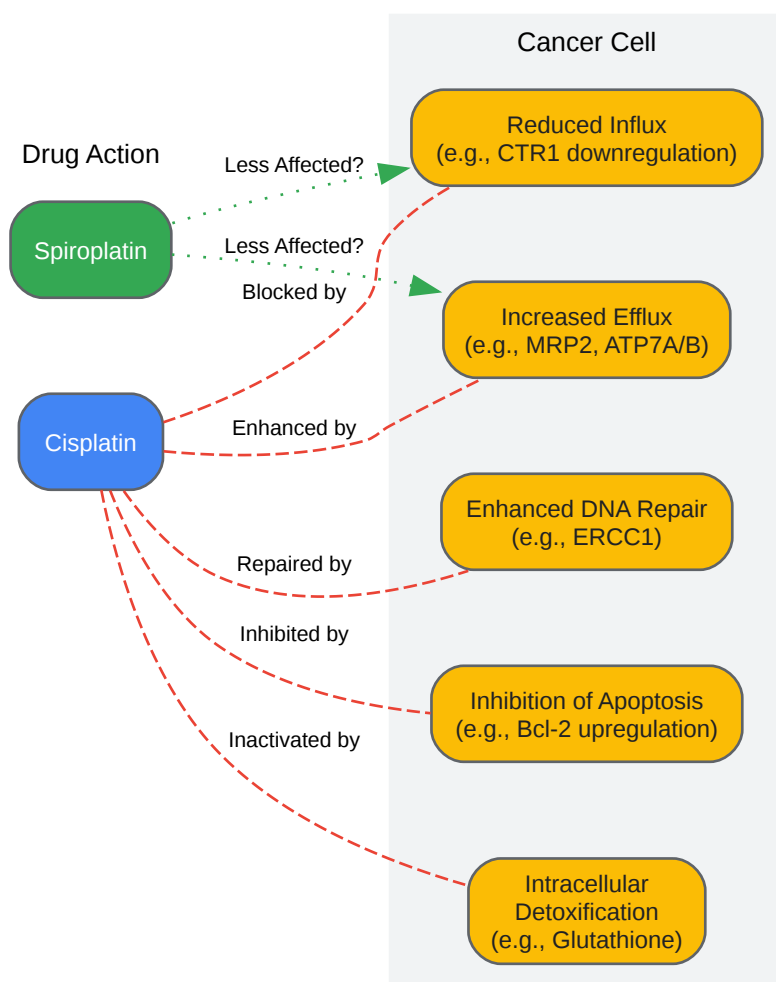 Cancer Cell
Reduced Influx
(e.g., CTR1 downregulation)
Drug Action
Less Affected?
Spiroplatin
Less Affected?
Blocked by
Increased Efflux
(e.g., MRP2, ATP7A/B)
Cisplatin
Enhanced by
Enhanced DNA Repair
(e.g., ERCC1)
Repaired by
Inhibited by
Inhibition of Apoptosis
(e.g., Bcl-2 upregulation)
Inactivated by
Intracellular
Detoxification
(e.g., Glutathione)